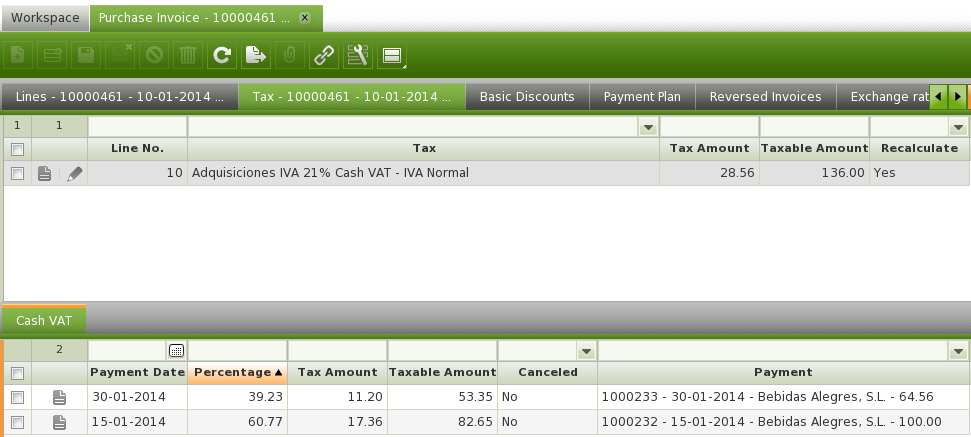 Workspace Purchase Invoice - 10000461 ...
Lines - 10000461 - 10-01-2014 ... Tax - 10000461 - 10-01-2014 ... Basic Discounts Payment Plan Reversed Invoices Exchange rat
1 1
Line No. Tax Tax Amount Taxable Amount Recalculate
10 Adquisiciones IVA 21% Cash VAT - IVA Normal 28.56 136.00 Yes
Cash VAT
2
Payment Date Percentage Tax Amount Taxable Amount Canceled Payment
30-01-2014 39.23 11.20 53.35 No 1000233 - 30-01-2014 - Bebidas Alegres, S.L. - 64.56
15-01-2014 60.77 17.36 82.65 No 1000232 - 15-01-2014 - Bebidas Alegres, S.L. - 100.00